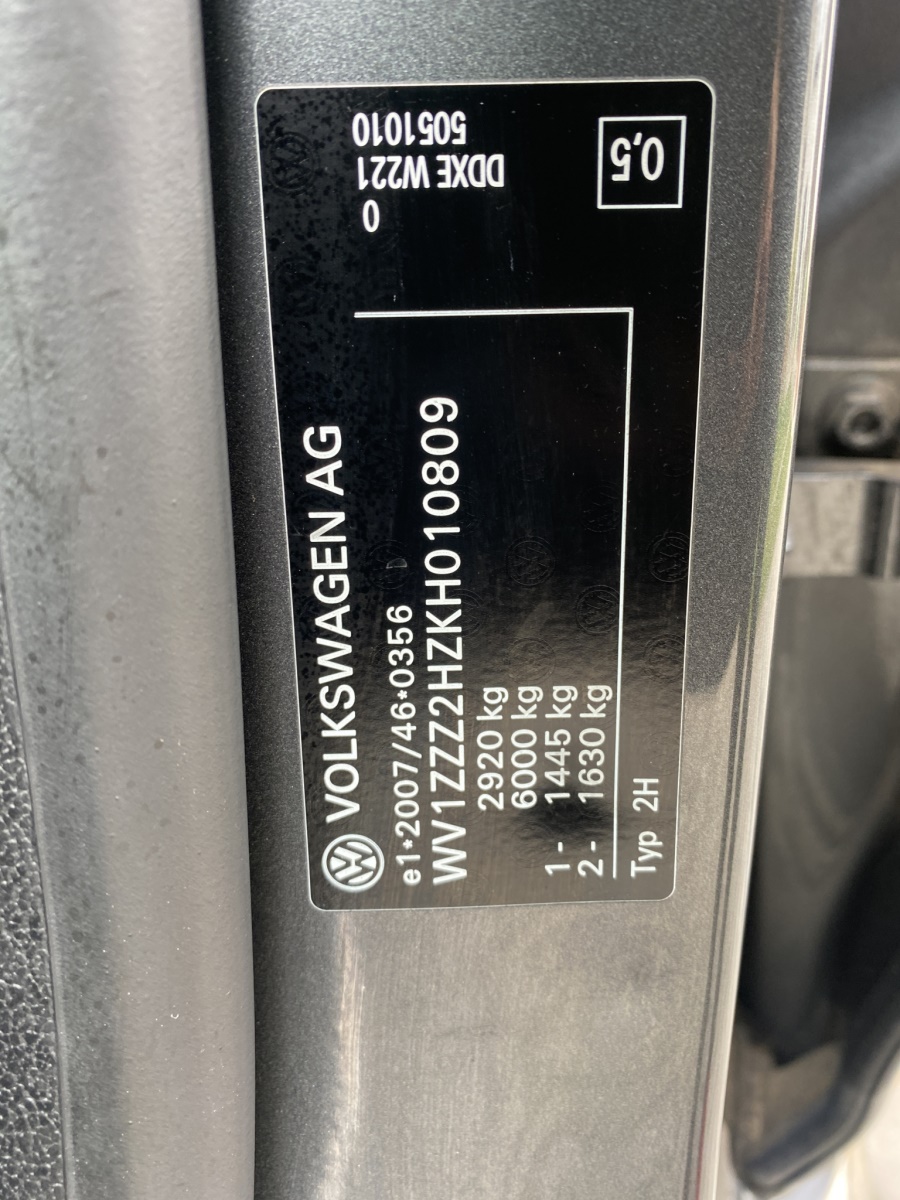 VOLKSWAGEN AG
e1*2007/46*0356
WV1ZZZ2HZKH010809
2920 kg
6000 kg
1 - 1445 kg
2 - 1630 kg
Typ 2H
0
DDXE W221
5051010
0,5